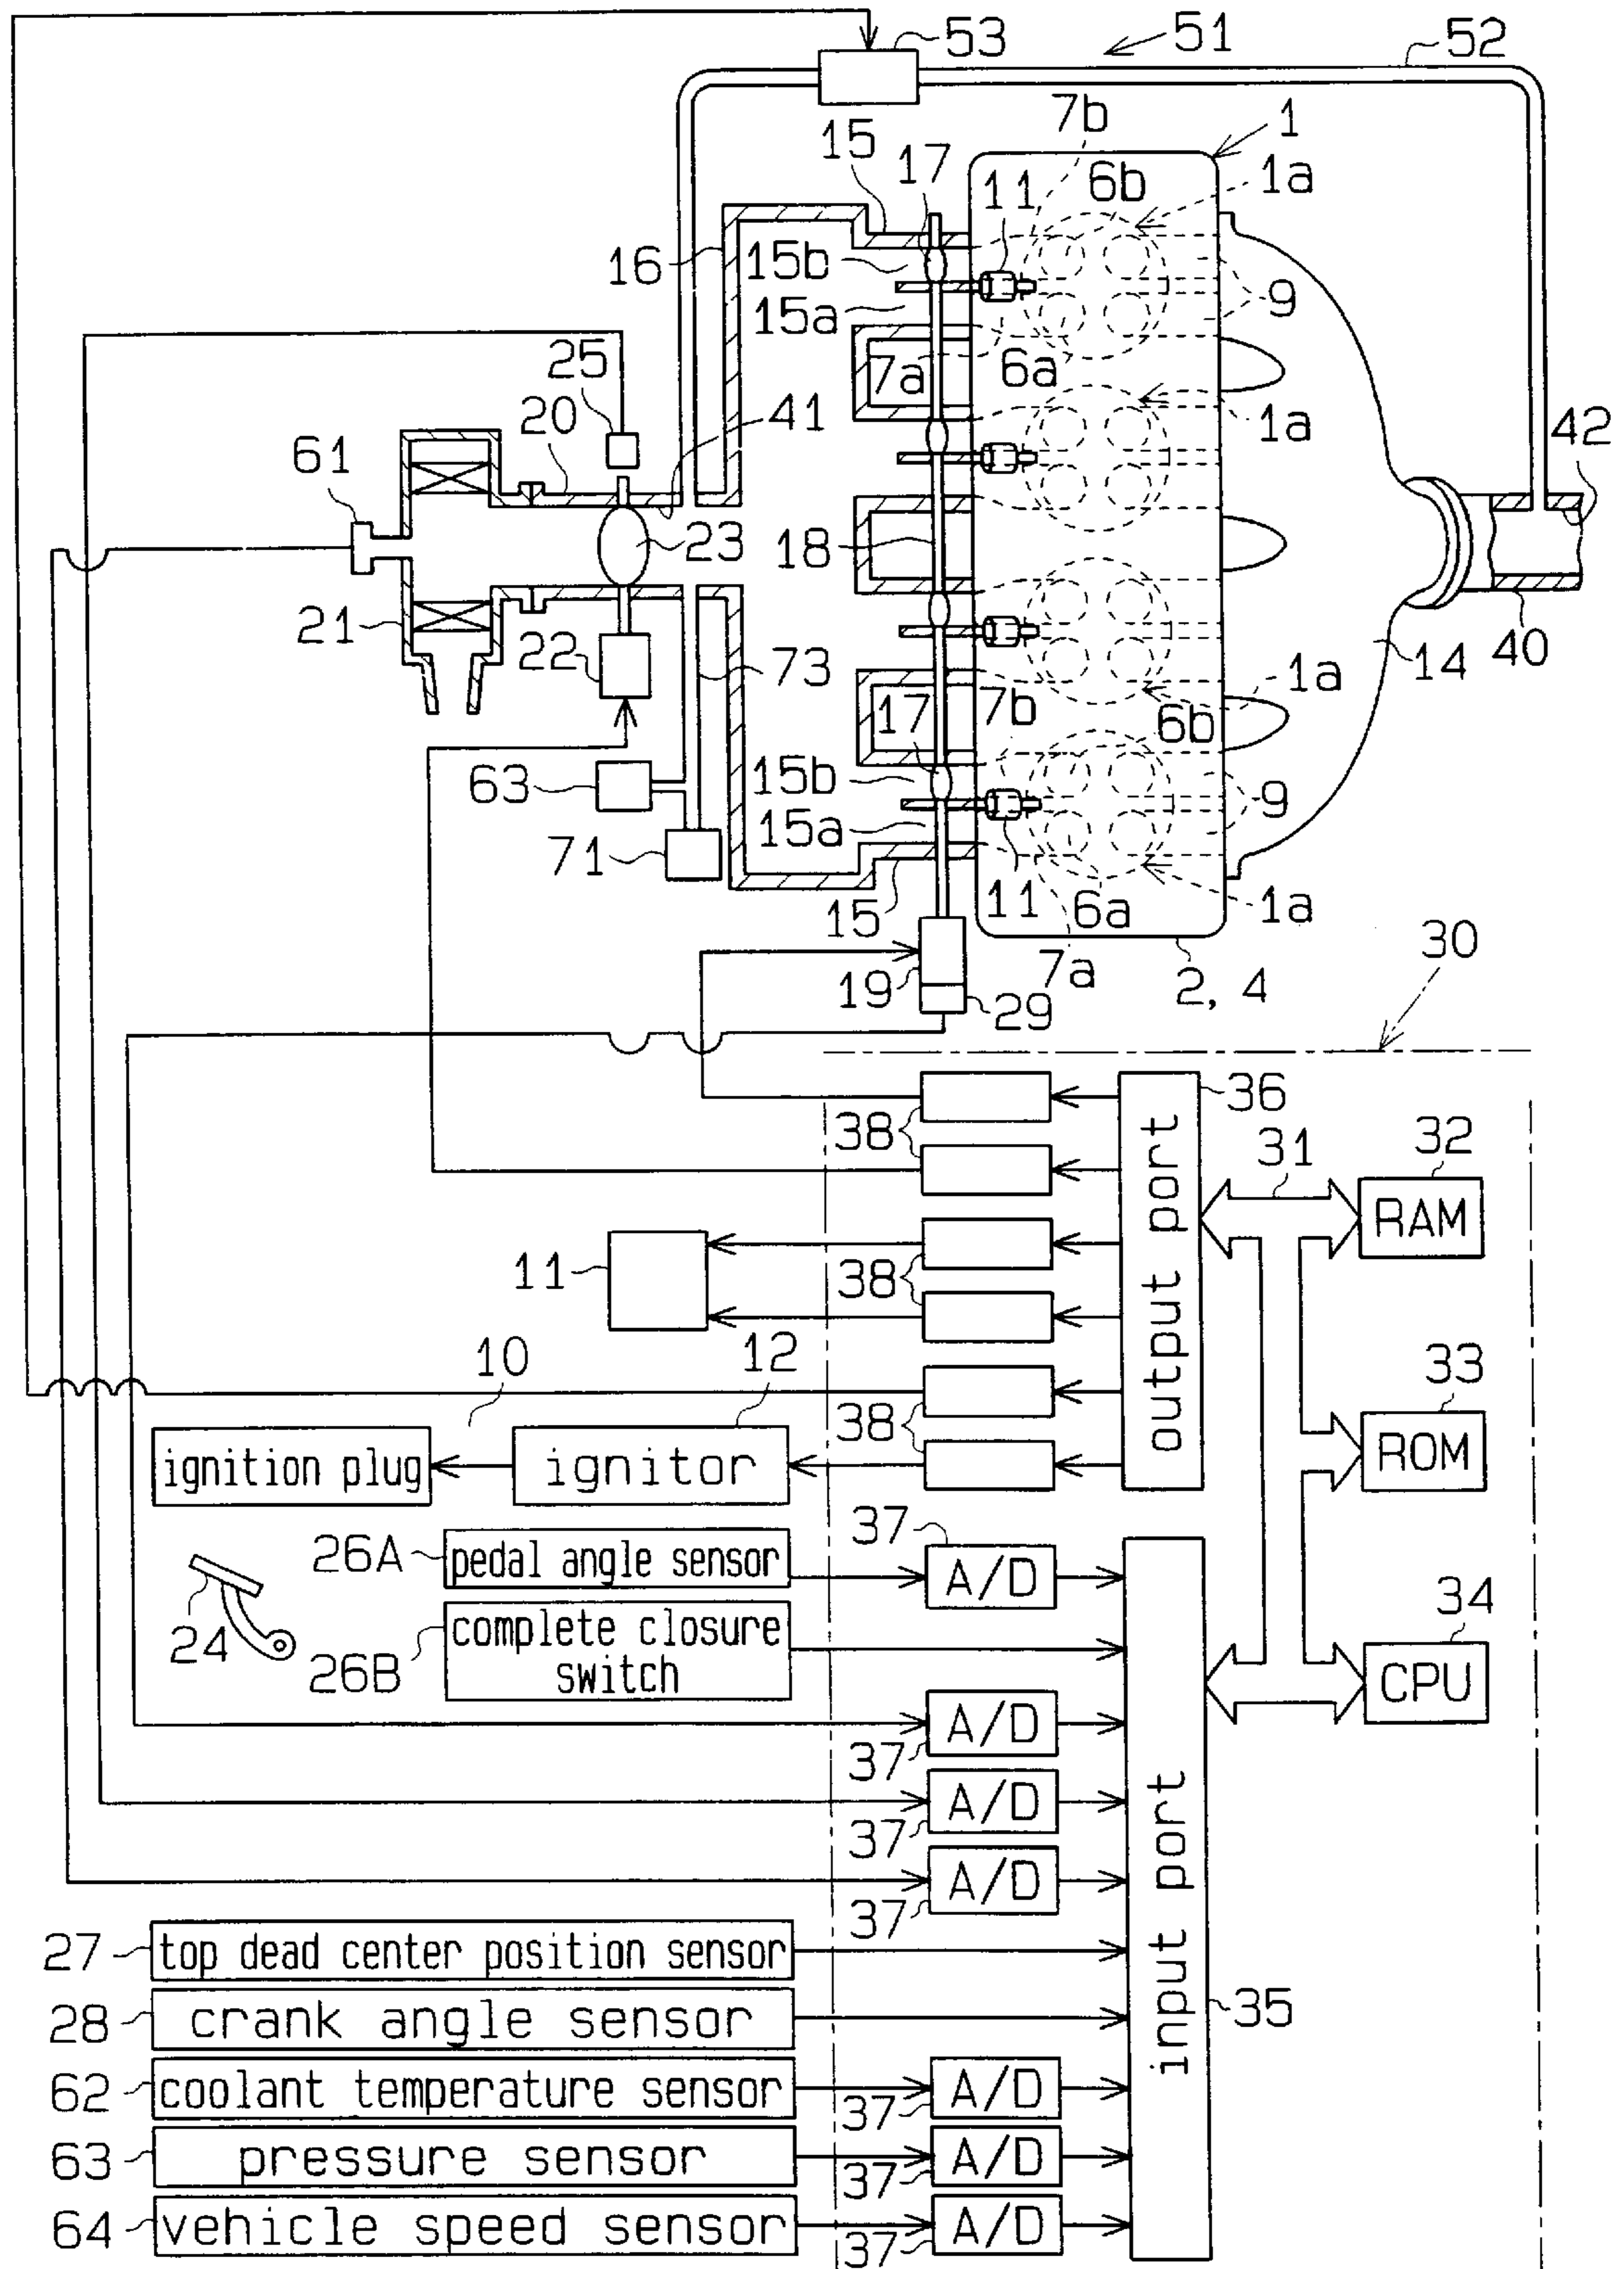 53
51
52
7b
1
15
17
11
6b
1a
16
15b
9
15a
25
7a
6a
20
41
1a
42
61
23
18
21
22
73
1a
14
40
17
7b
6b
63
15b
9
15a
71
15
11
6a
1a
30
19
7a
2, 4
29
36
38
31
32
RAM
output port
11
38
10
12
33
38
ROM
ignition plug
ignitor
37
26A
pedal angle sensor
A/D
34
24
complete closure
switch
26B
CPU
A/D
37
A/D
37
A/D
37
input port
27
top dead center position sensor
28
crank angle sensor
35
62
coolant temperature sensor
A/D
37
63
pressure sensor
A/D
37
64
vehicle speed sensor
A/D
37